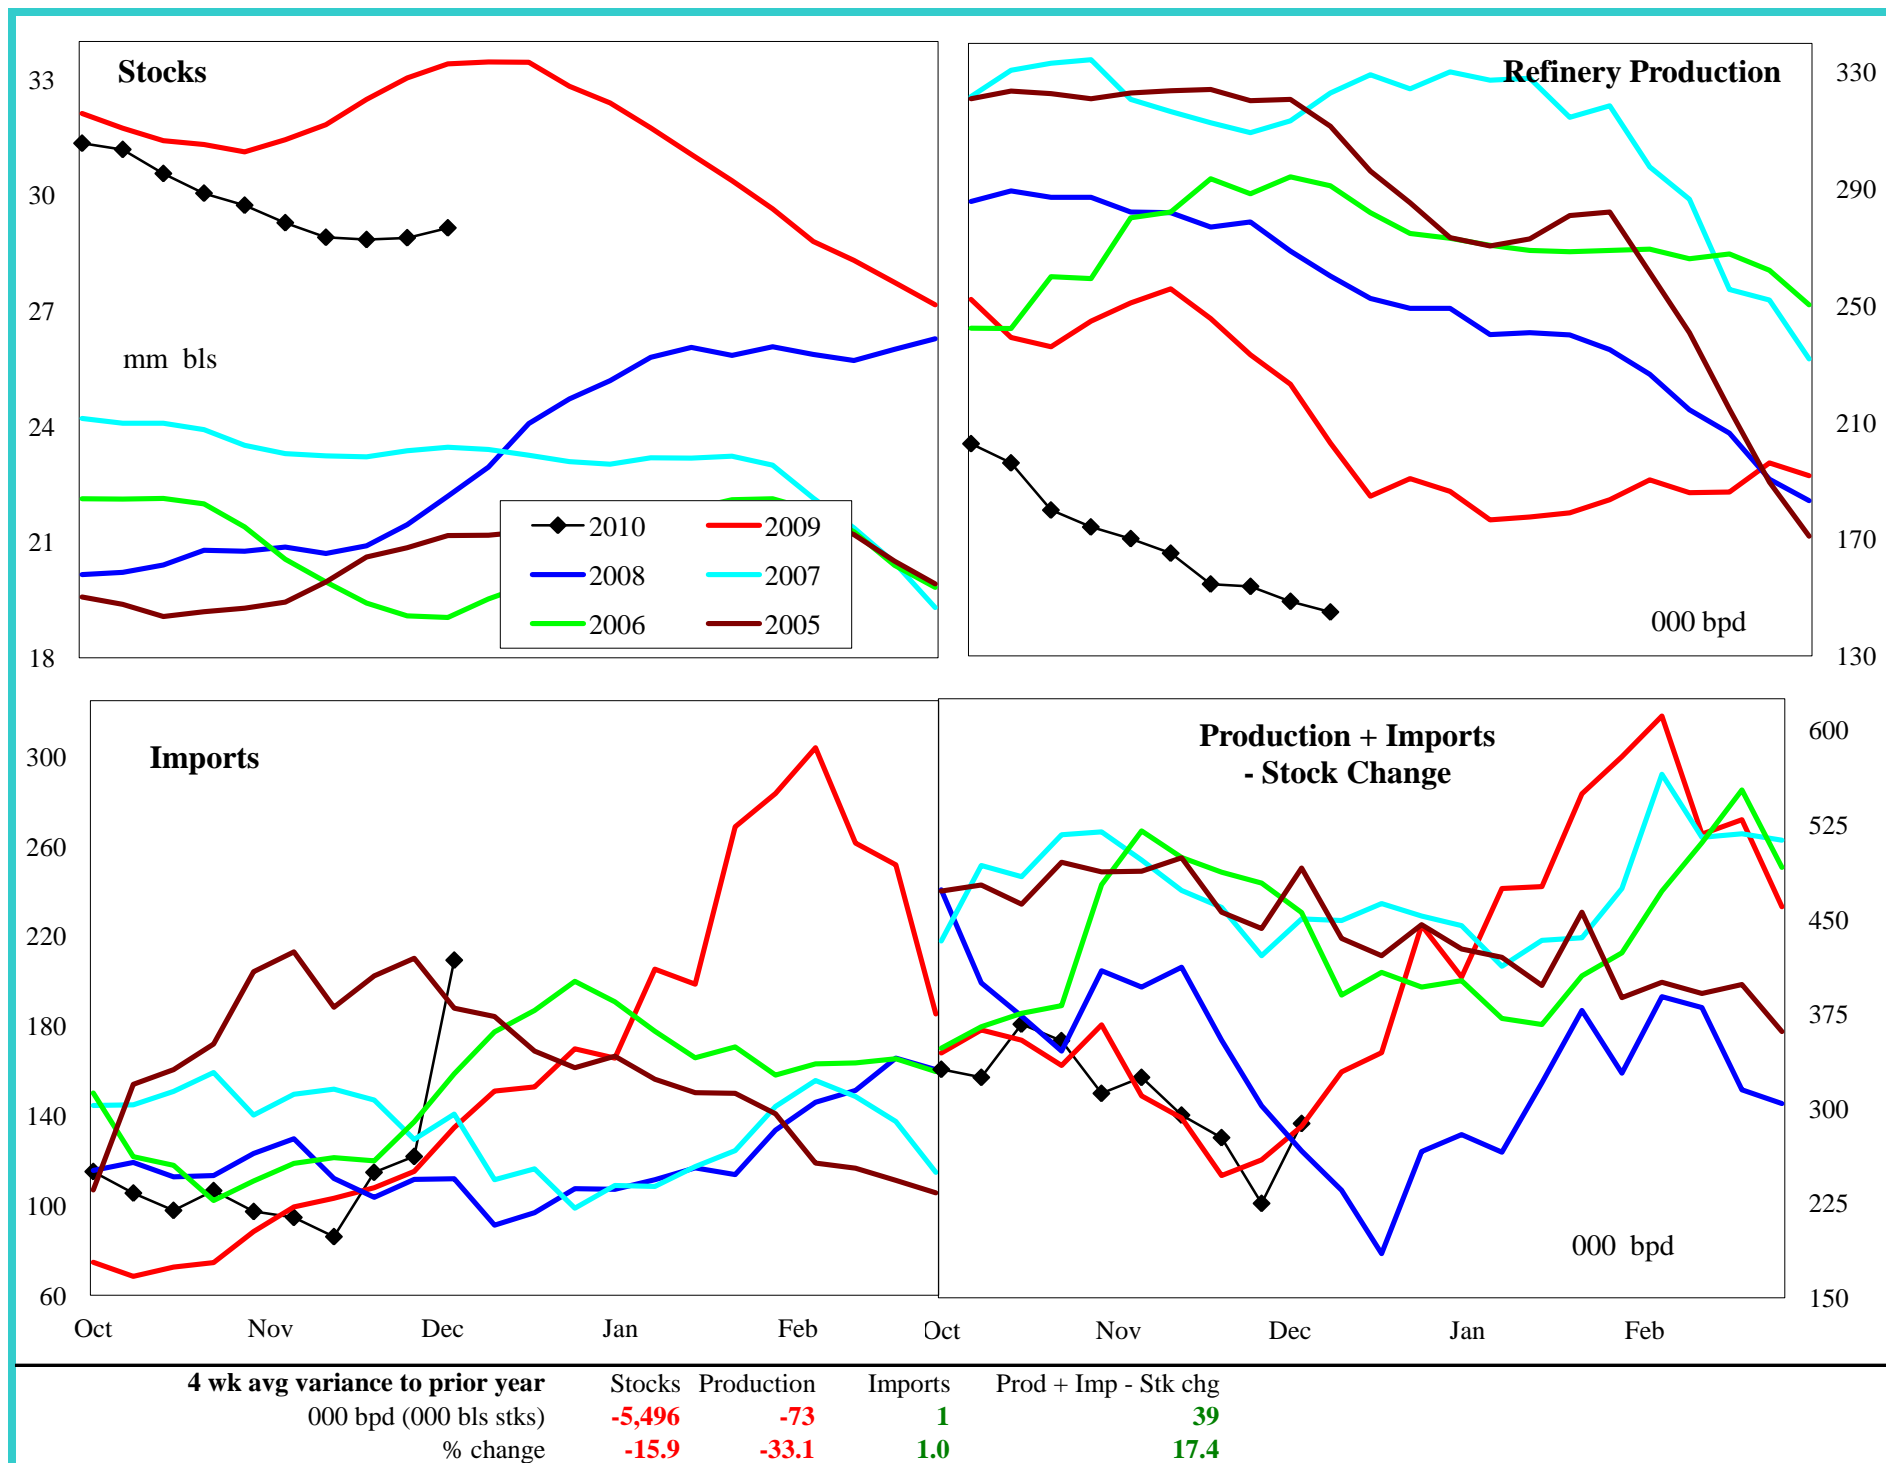 Stocks
33
30
27
24
21
18
mm bls
2010
2009
2008
2007
2006
2005
Refinery Production
330
290
250
210
170
130
000 bpd
Imports
300
260
220
180
140
100
60
Oct
Nov
Dec
Jan
Feb
Production + Imports
- Stock Change
600
525
450
375
300
225
150
000 bpd
Oct
Nov
Dec
Jan
Feb
4 wk avg variance to prior year Stocks Production Imports Prod + Imp - Stk chg
000 bpd (000 bls stks) -5,496 -73 1 39
% change -15.9 -33.1 1.0 17.4